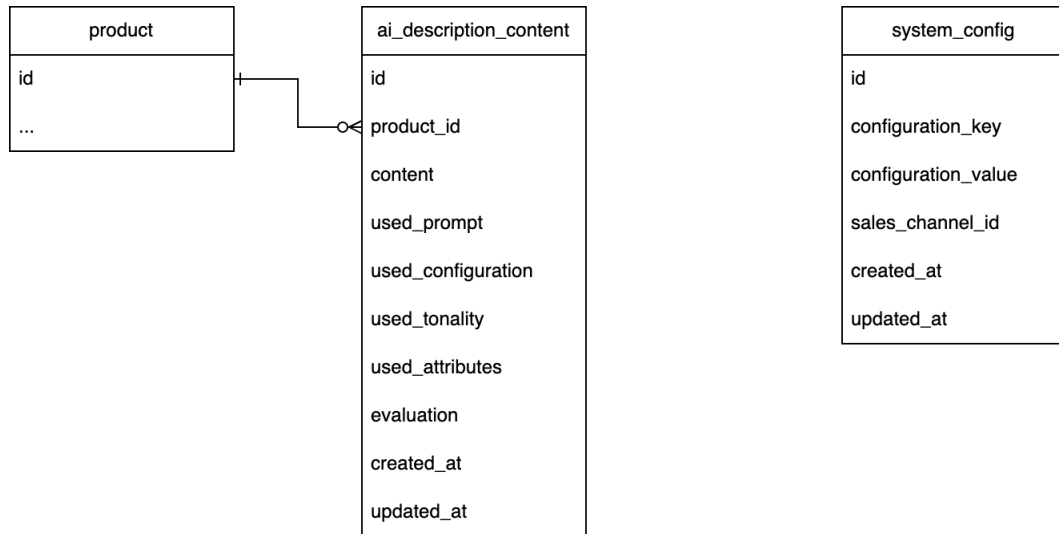 product
id
...
ai_description_content
id
product_id
content
used_prompt
used_configuration
used_tonality
used_attributes
evaluation
created_at
updated_at
system_config
id
configuration_key
configuration_value
sales_channel_id
created_at
updated_at